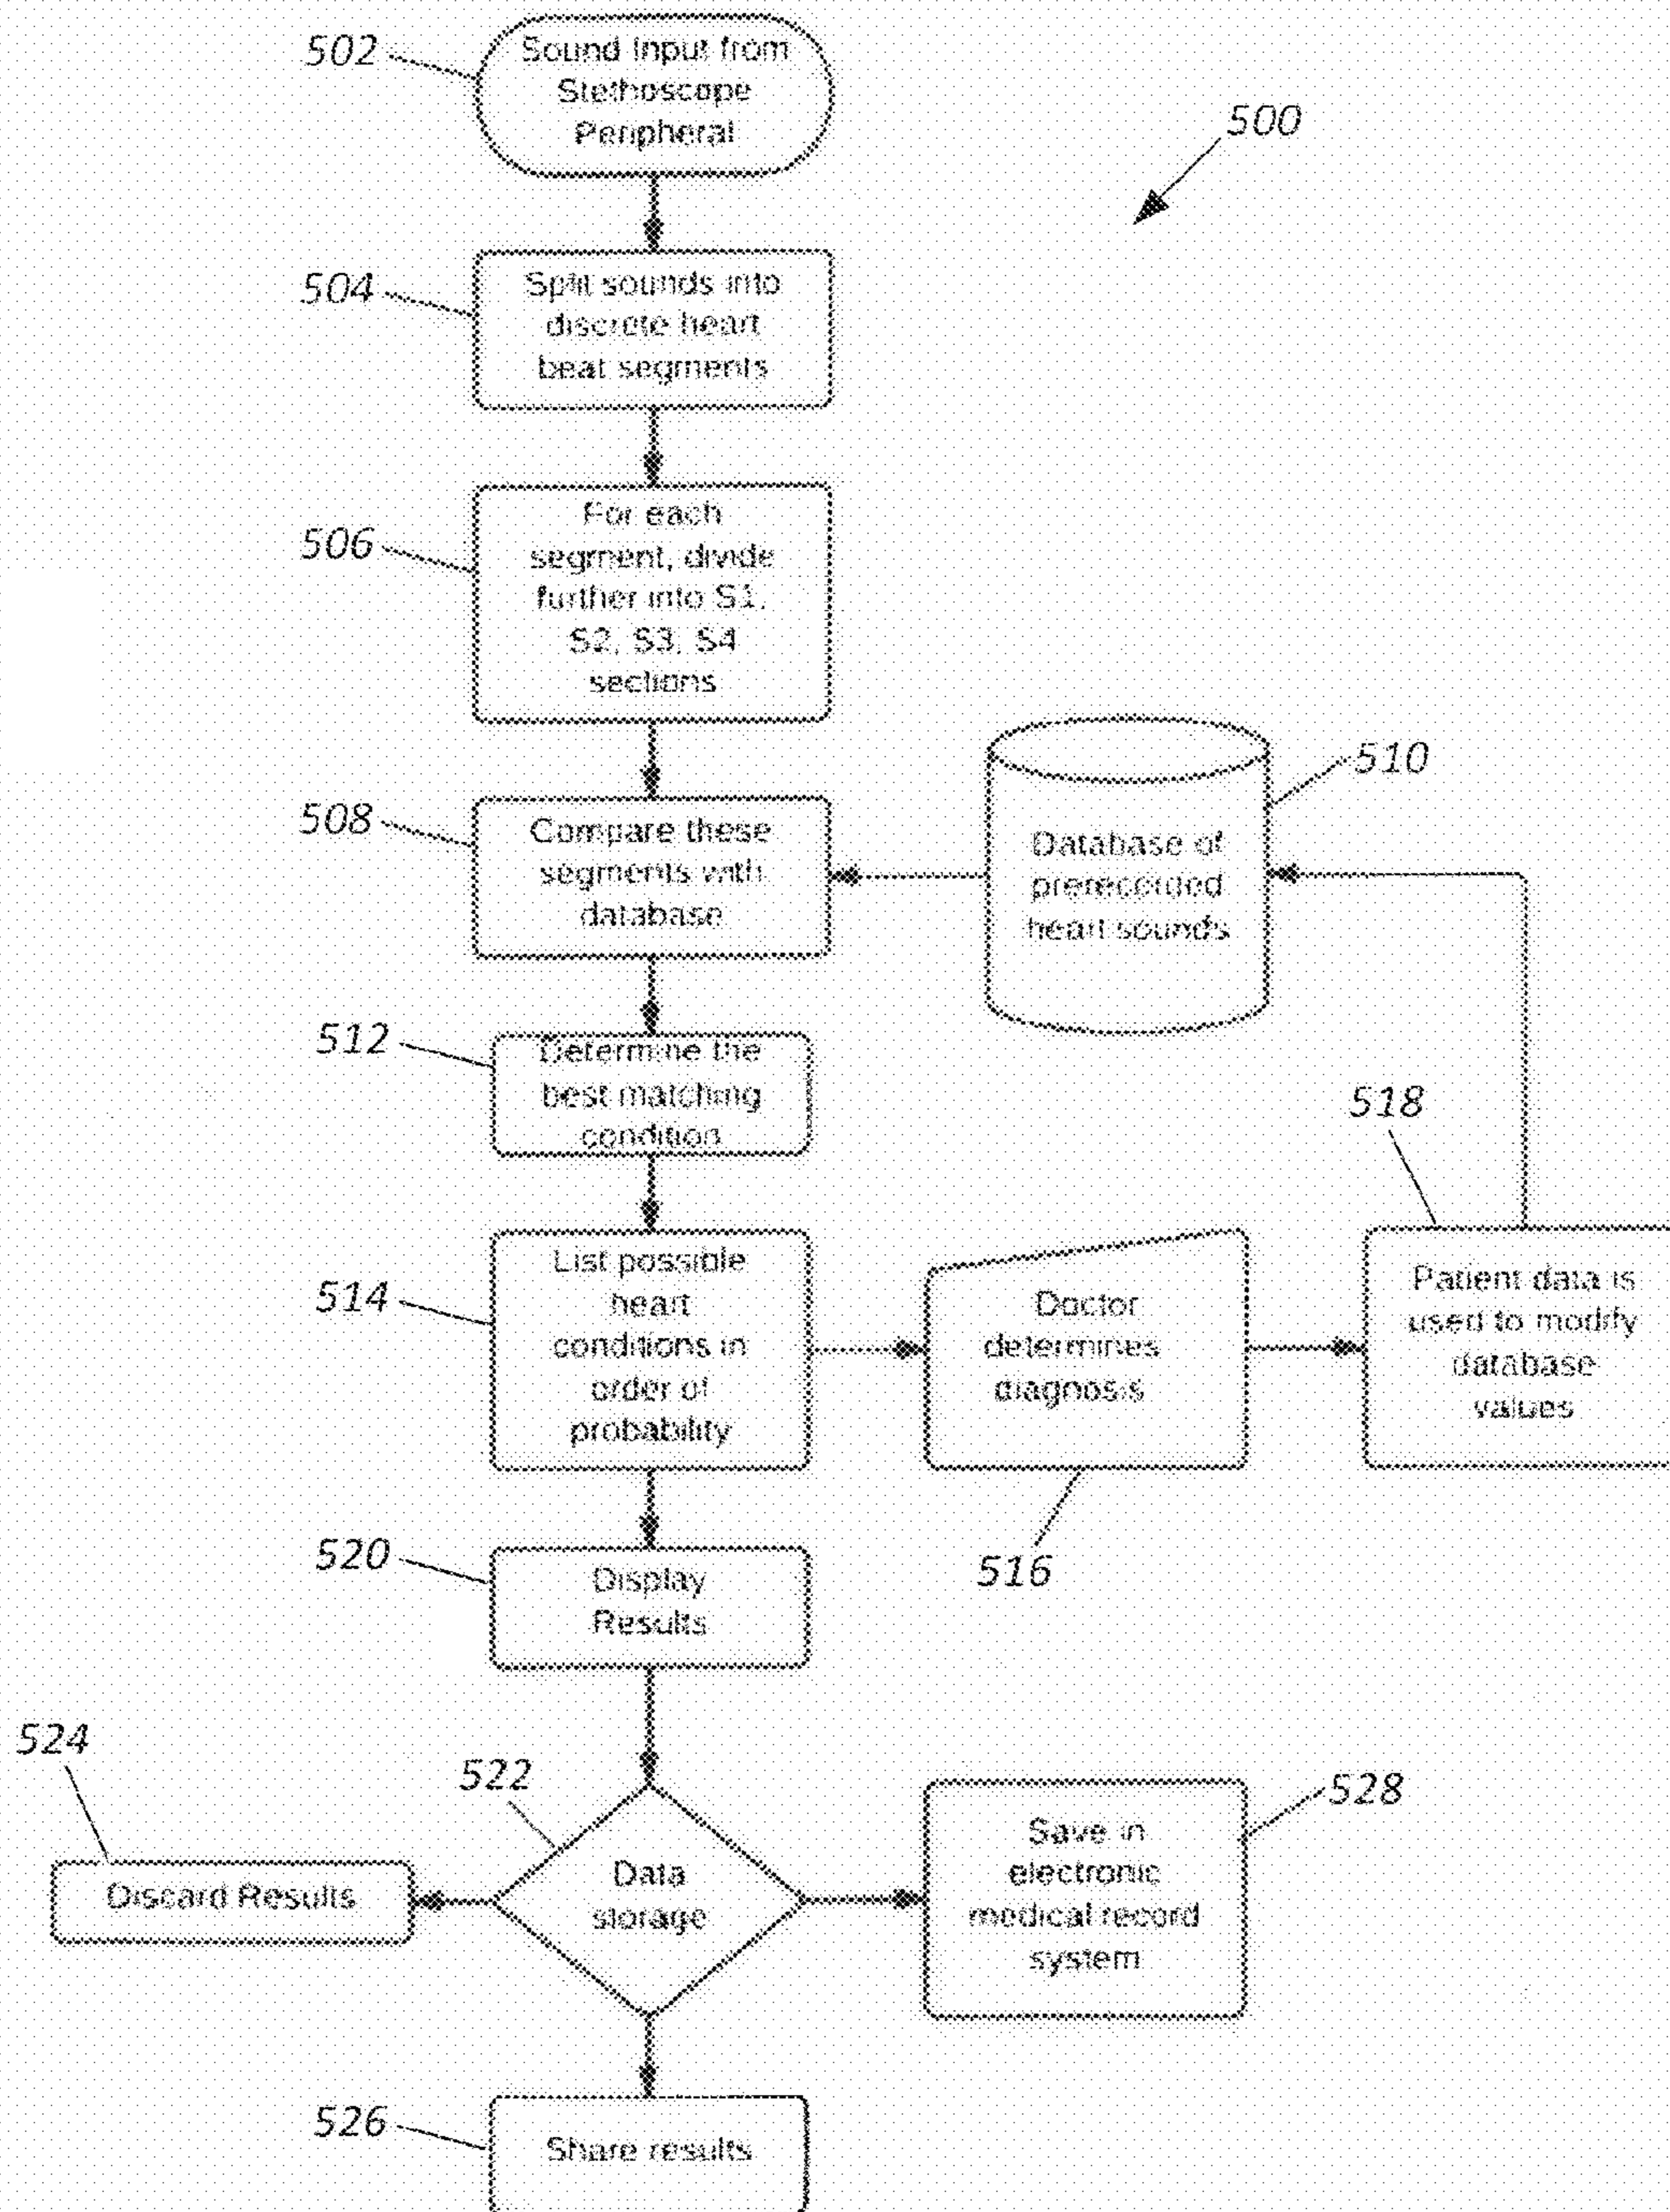 502
Sound Input from
Stethoscope
Peripheral
500
504
Split sounds into
discrete heart
beat segments
506
For each
segment, divide
further into S1,
S2, S3, S4
sections
508
Compare these
segments with
database
510
Database of
prerecorded
heart sounds
512
Determine the
best matching
condition
514
List possible
heart
conditions in
order of
probability
Doctor
determines
diagnosis
516
518
Patient data is
used to modify
database
values
520
Display
Results
522
Data
storage
524
Discard Results
528
Save in
electronic
medical record
system
526
Share results